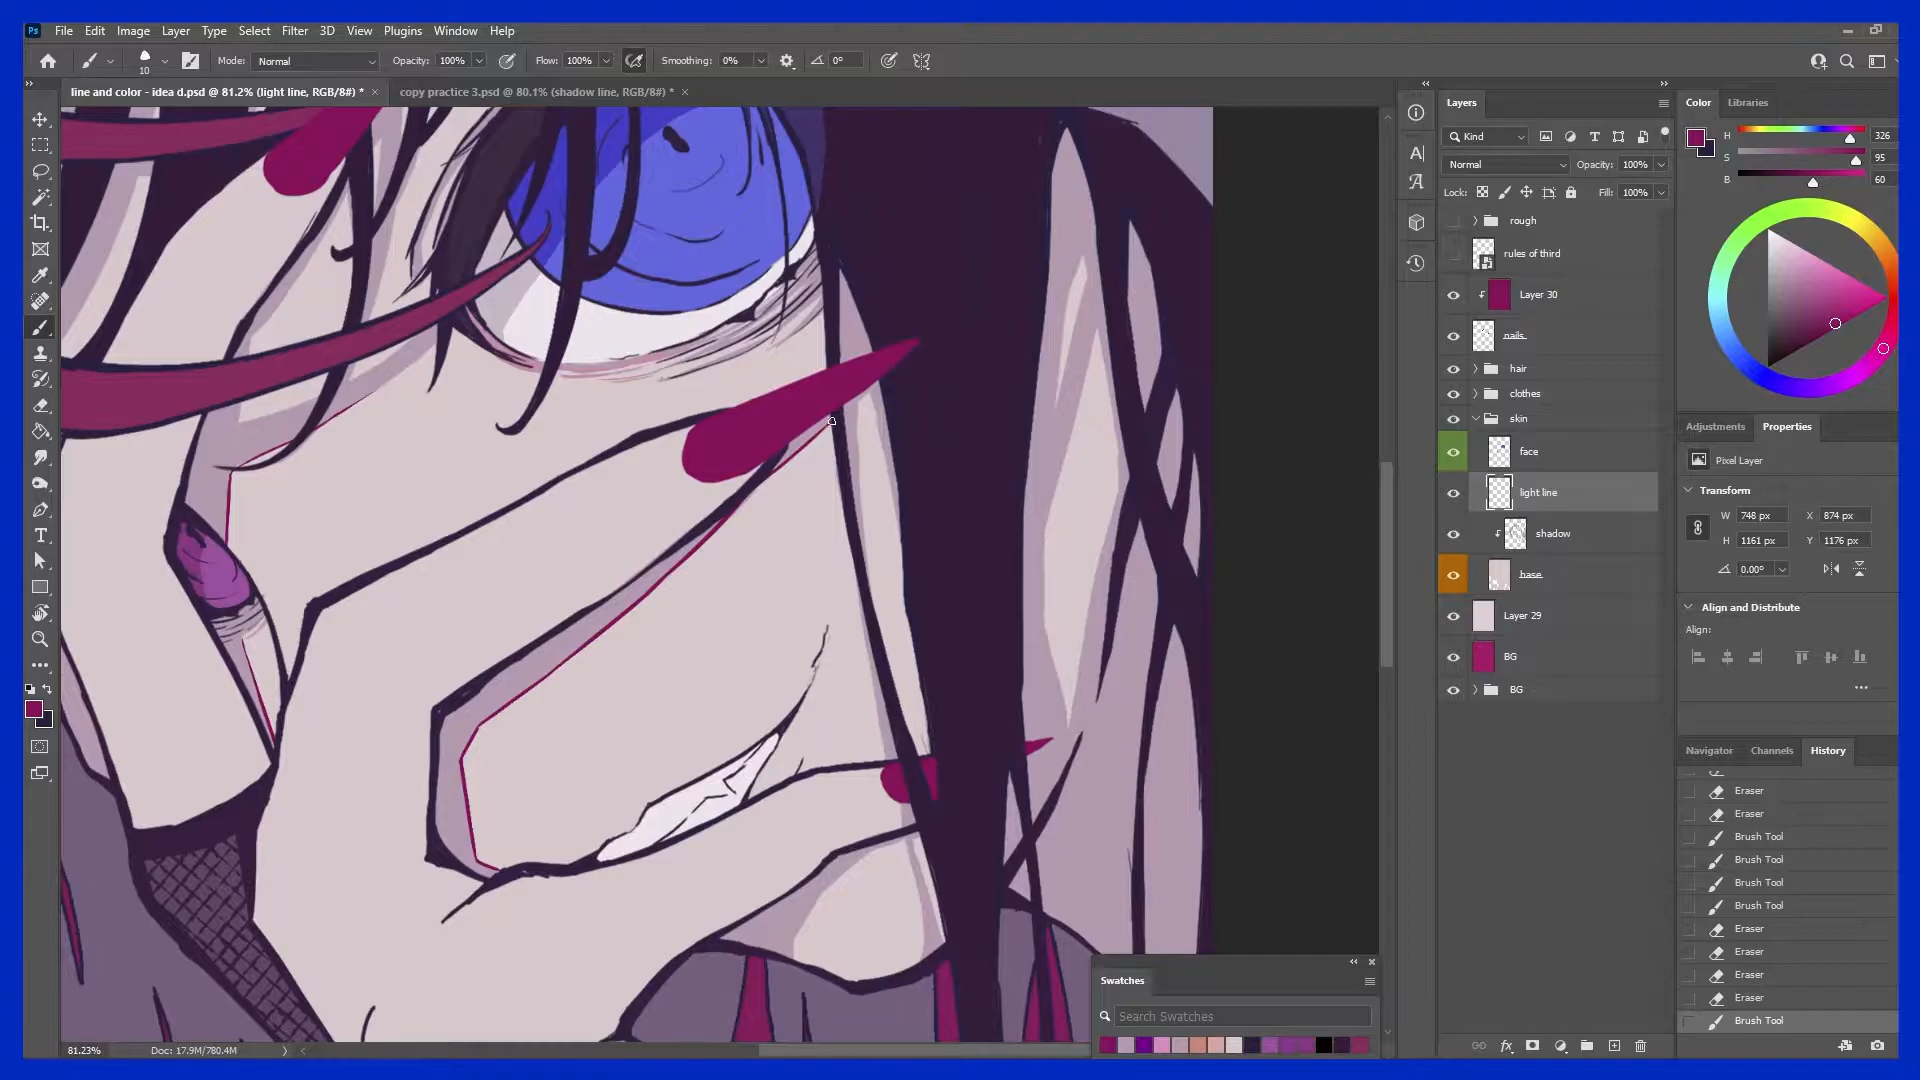 Ps File Edit Image Layer Type Select Filter 3D View Plugins Window Help
10 Mode: Normal Opacity: 100% Flow: 100% Smoothing: 0% 0°
line and color - idea d.psd @ 81.2% (light line, RGB/8#) * × copy practice 3.psd @ 80.1% (shadow line, RGB/8#) * ×
Layers
Kind
Normal Opacity: 100%
Lock: Fill: 100%
rough
rules of third
Layer 30
nails
hair
clothes
skin
face
light line
shadow
base
Layer 29
BG
BG
Color Libraries
H 326
S 95
B 60
Adjustments Properties
Pixel Layer
Transform
W 748 px X 874 px
H 1161 px Y 1176 px
0.00°
Align and Distribute
Align:
Navigator Channels History
Eraser
Eraser
Brush Tool
Brush Tool
Brush Tool
Brush Tool
Eraser
Eraser
Eraser
Eraser
Brush Tool
Swatches
Search Swatches
81.23% Doc: 17.9M/780.4M